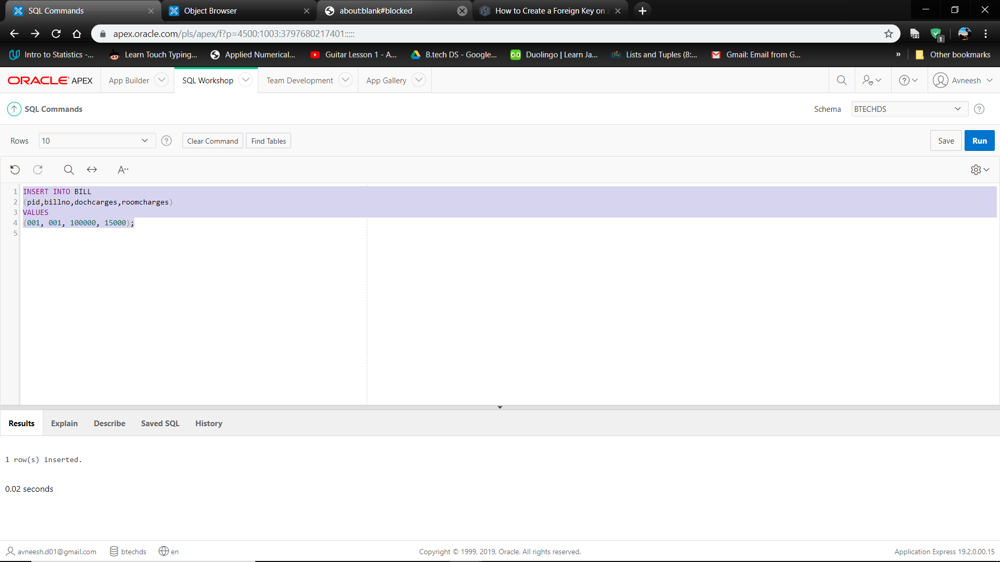 SQL Commands
Object Browser
about:blank#blocked
How to Create a Foreign Key on
apex.oracle.com/pls/apex/f?p=4500:1003:3797680217401:::::
OFF
1
Intro to Statistics -...
Learn Touch Typing...
Applied Numerical...
Guitar Lesson 1 - A...
B.tech DS - Google...
Duolingo | Learn Ja...
Lists and Tuples (8:...
Gmail: Email from G...
»
Other bookmarks
ORACLE APEX
App Builder
SQL Workshop
Team Development
App Gallery
Avneesh
SQL Commands
Schema
BTECHDS
Rows
10
Clear Command
Find Tables
Save
Run
1 INSERT INTO BILL
2 (pid,billno,dochcarges,roomcharges)
3 VALUES
4 (001, 001, 100000, 15000);
5
Results
Explain
Describe
Saved SQL
History
1 row(s) inserted.
0.02 seconds
avneesh.d01@gmail.com
btechds
en
Copyright © 1999, 2019, Oracle. All rights reserved.
Application Express 19.2.0.00.15